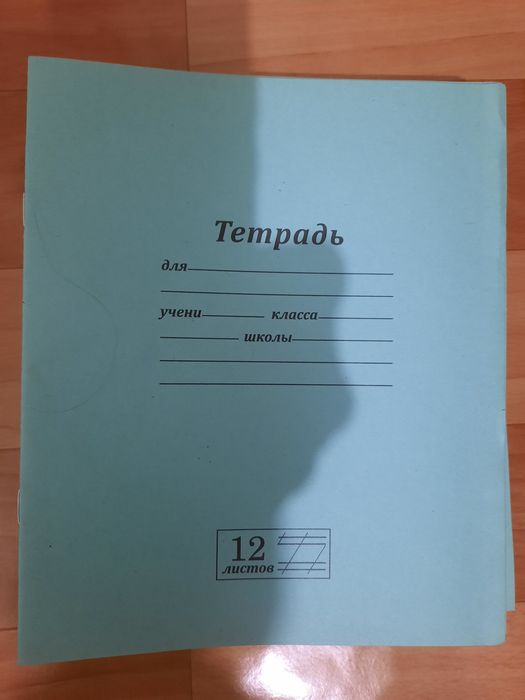 Тетрадь
для
учени класса
школы
12
листов